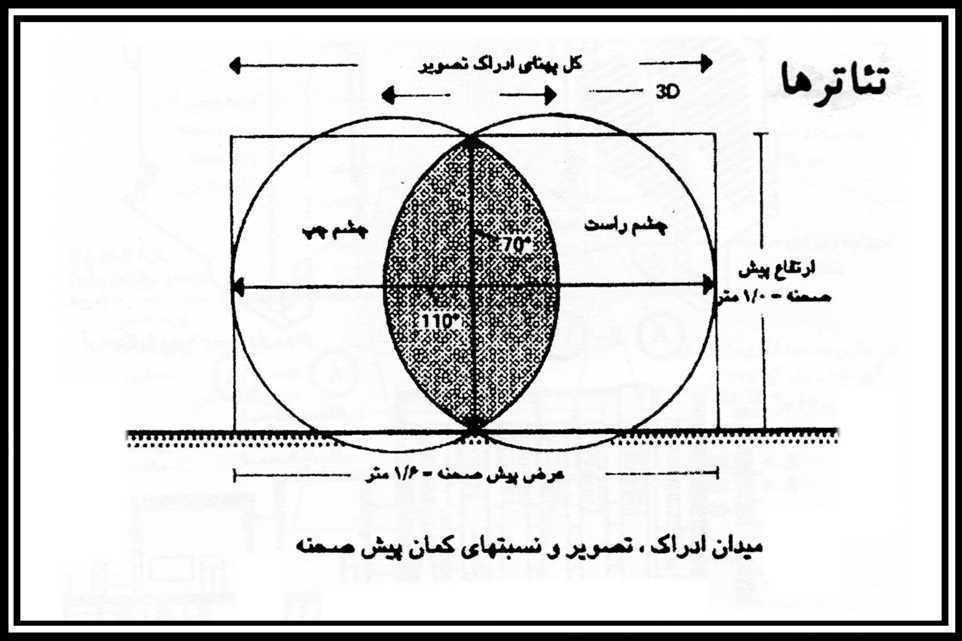 تئاترها
کل پهنای ادراک تصویر
3D
چشم چپ
چشم راست
70°
110°
ارتفاع پیش
صحنه = ۱/۰ متر
عرض پیش صحنه = ۱/۶ متر
میدان ادراک ، تصویر و نسبتهای کمان پیش صحنه